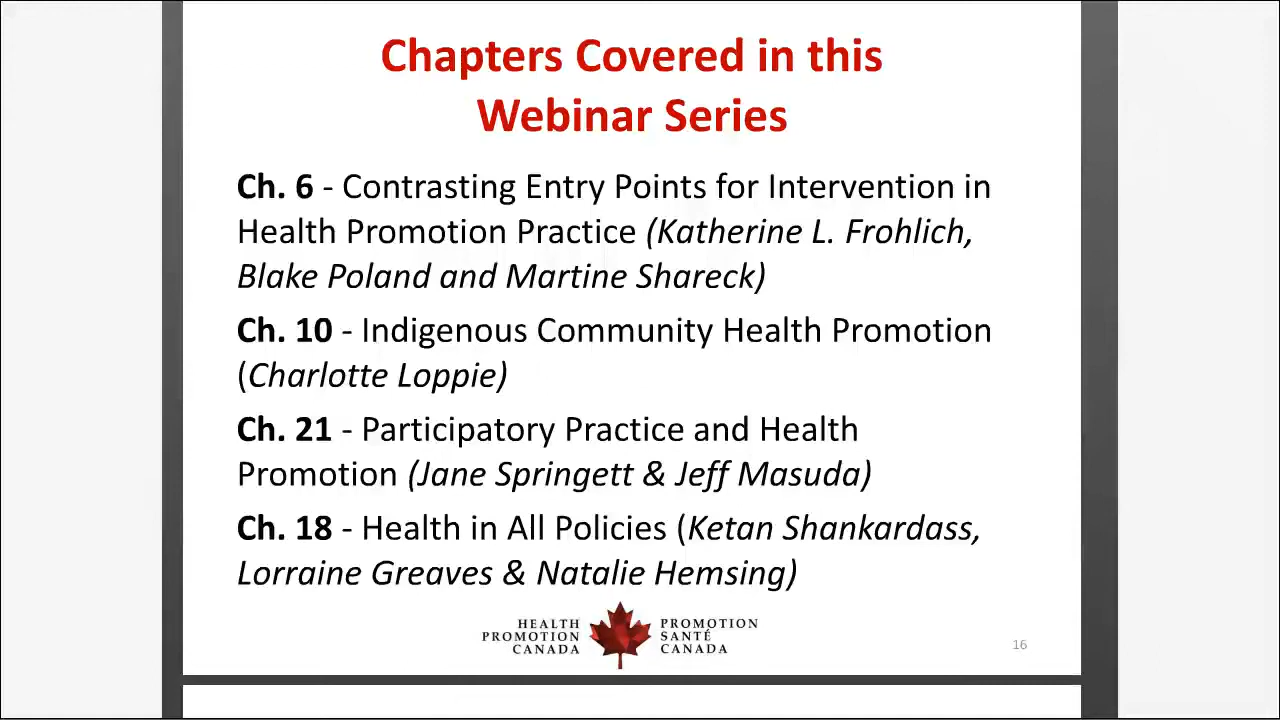 Chapters Covered in this
Webinar Series
Ch. 6 - Contrasting Entry Points for Intervention in
Health Promotion Practice (Katherine L. Frohlich,
Blake Poland and Martine Shareck)
Ch. 10 - Indigenous Community Health Promotion
(Charlotte Loppie)
Ch. 21 - Participatory Practice and Health
Promotion (Jane Springett & Jeff Masuda)
Ch. 18 - Health in All Policies (Ketan Shankardass,
Lorraine Greaves & Natalie Hemsing)
HEALTH
PROMOTION
CANADA
PROMOTION
SANTÉ
CANADA
16